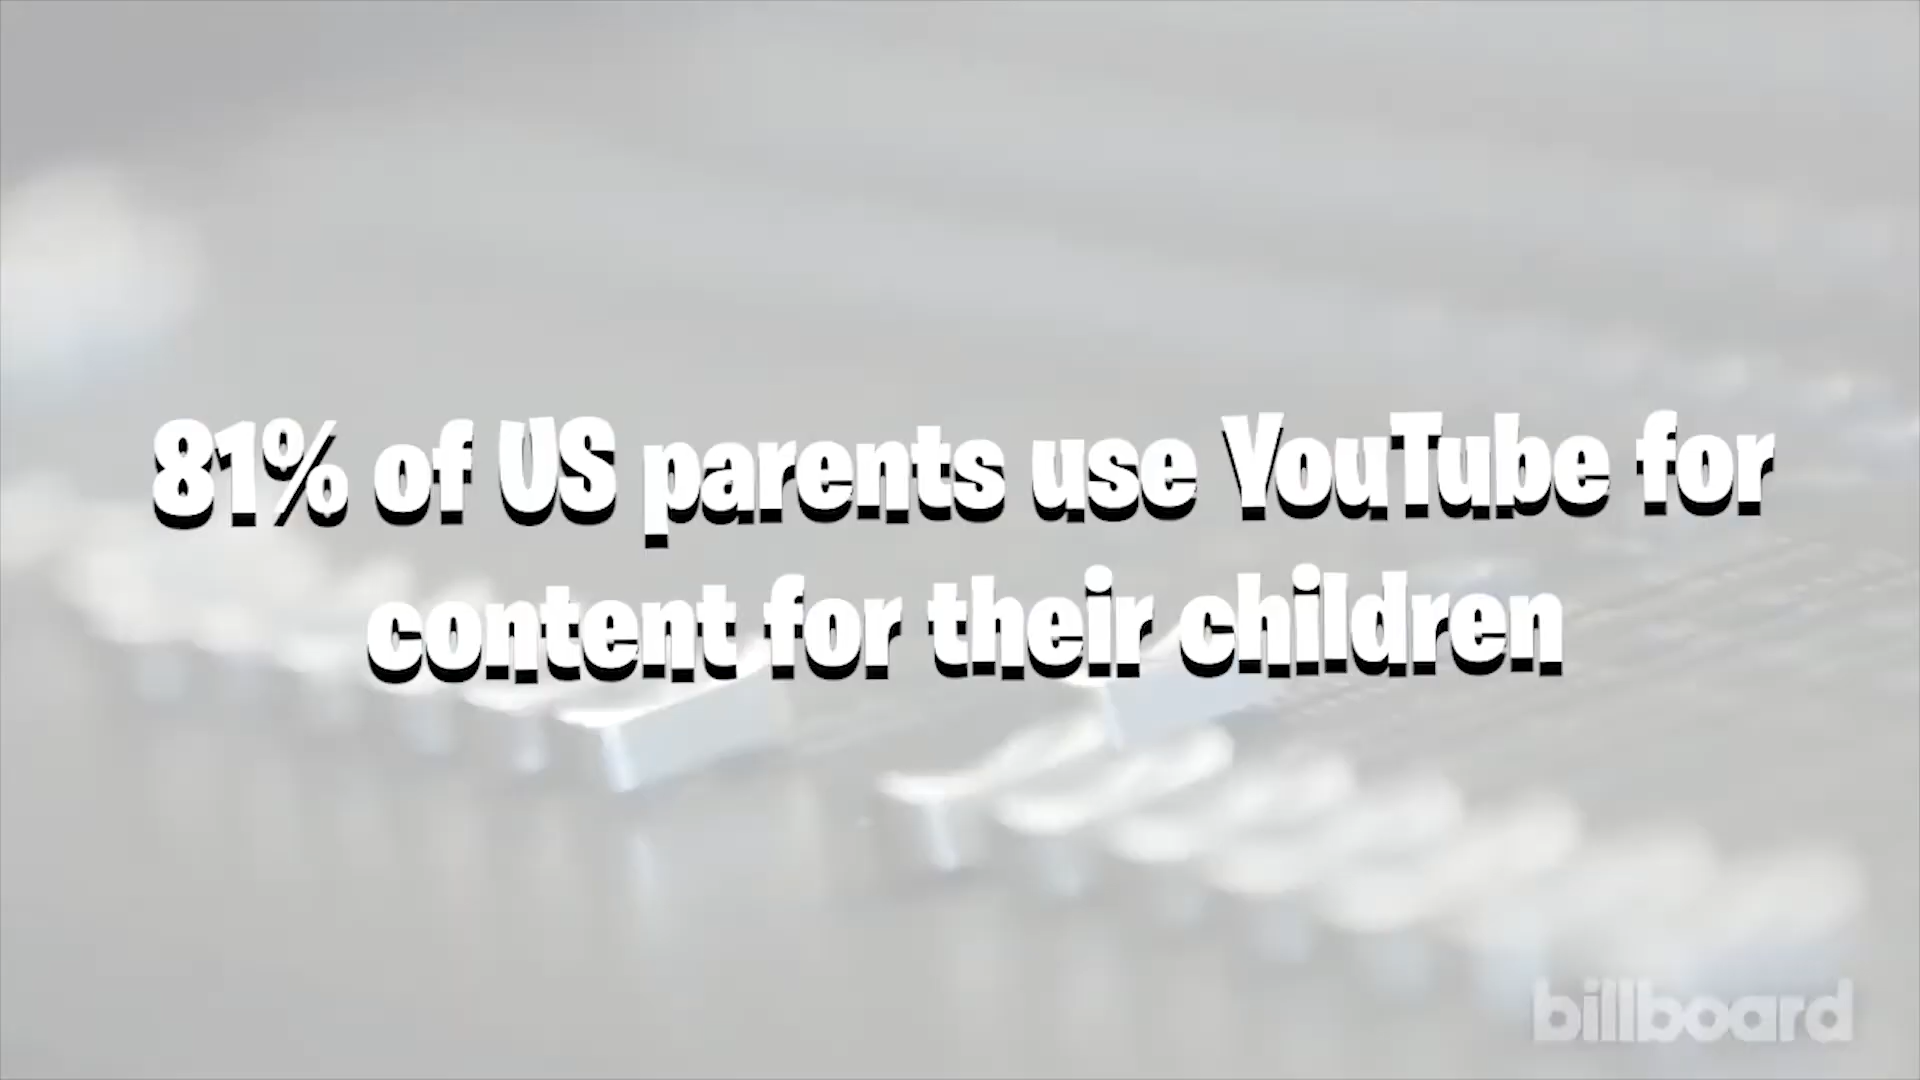 81% of US parents use YouTube for
content for their children
billboard